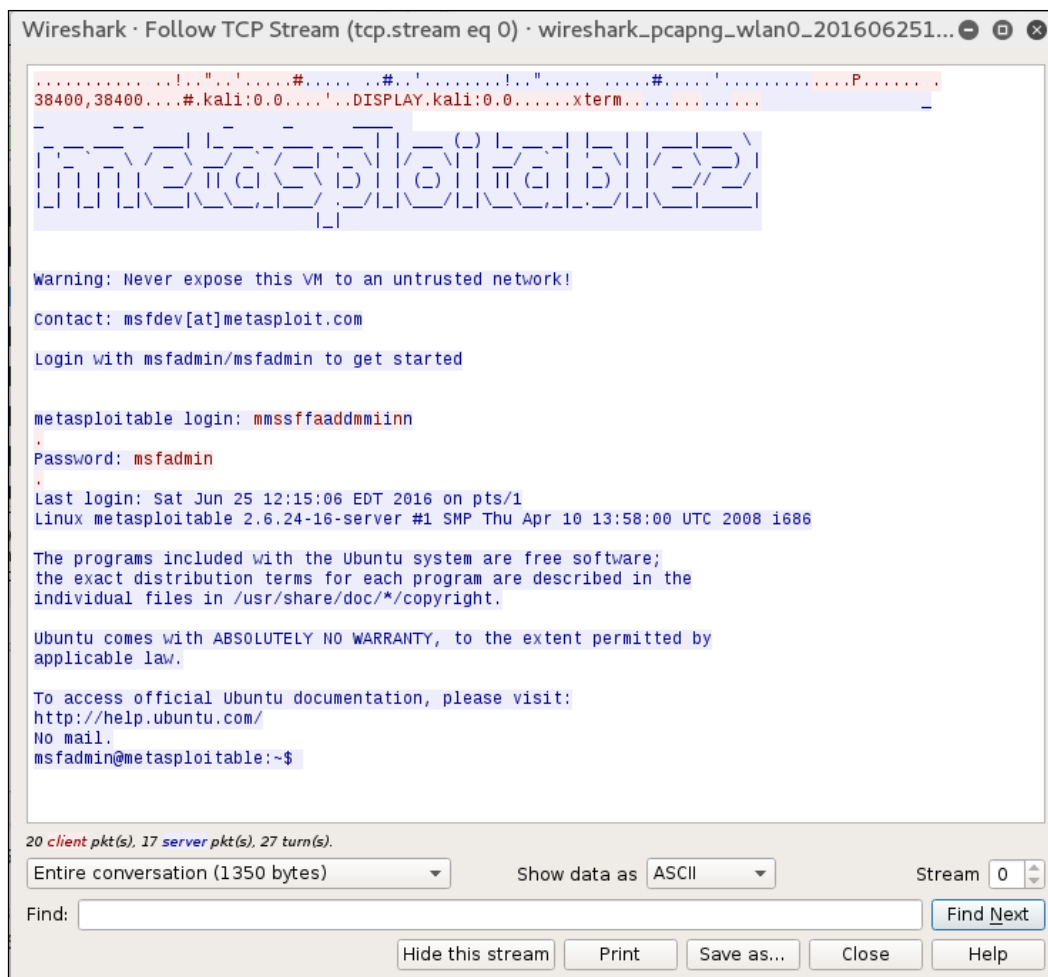 Wireshark · Follow TCP Stream (tcp.stream eq 0) · wireshark_pcapng_wlan0_201606251...
........... ..!.."..'.....#..... ..#..'........!.."..... .....#.....'.............P...... .
38400,38400....#.kali:0.0....'..DISPLAY.kali:0.0......xterm...............
metasploitable2
Warning: Never expose this VM to an untrusted network!
Contact: msfdev[at]metasploit.com
Login with msfadmin/msfadmin to get started
metasploitable login: mmssffaaddmmiinn
.
Password: msfadmin
.
Last login: Sat Jun 25 12:15:06 EDT 2016 on pts/1
Linux metasploitable 2.6.24-16-server #1 SMP Thu Apr 10 13:58:00 UTC 2008 i686
The programs included with the Ubuntu system are free software;
the exact distribution terms for each program are described in the
individual files in /usr/share/doc/*/copyright.
Ubuntu comes with ABSOLUTELY NO WARRANTY, to the extent permitted by
applicable law.
To access official Ubuntu documentation, please visit:
http://help.ubuntu.com/
No mail.
msfadmin@metasploitable:~$
20 client pkt(s), 17 server pkt(s), 27 turn(s).
Entire conversation (1350 bytes) Show data as ASCII Stream 0
Find: Find Next
Hide this stream Print Save as... Close Help